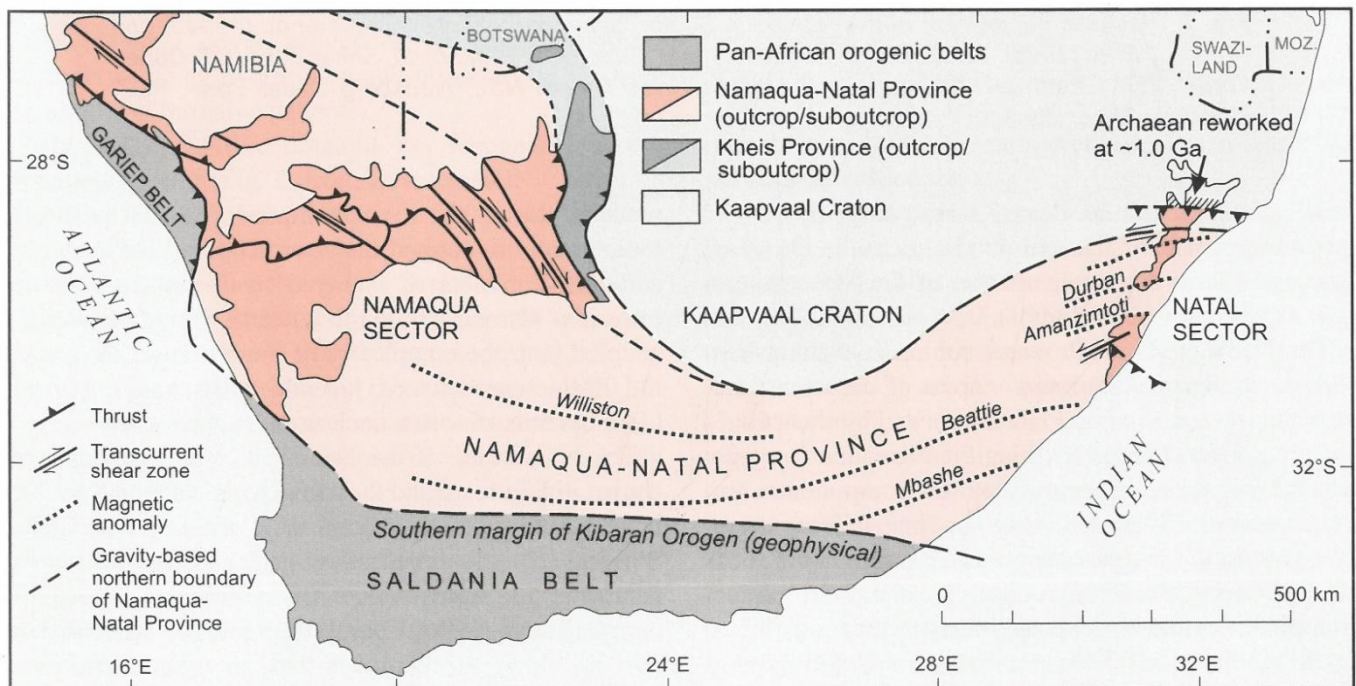 BOTSWANA
NAMIBIA
Pan-African orogenic belts
Namaqua-Natal Province
(outcrop/suboutcrop)
Kheis Province (outcrop/
suboutcrop)
Kaapvaal Craton
SWAZI-
LAND
MOZ.
Archaean reworked
at ~1.0 Ga
28°S
GARIEP BELT
ATLANTIC
OCEAN
NAMAQUA
SECTOR
KAAPVAAL CRATON
Durban
Amanzimtoti
NATAL
SECTOR
Williston
NAMAQUA-NATAL PROVINCE
Beattie
Mbashe
INDIAN
OCEAN
32°S
Thrust
Transcurrent
shear zone
Magnetic
anomaly
Gravity-based
northern boundary
of Namaqua-
Natal Province
Southern margin of Kibaran Orogen (geophysical)
SALDANIA BELT
0
500 km
16°E
24°E
28°E
32°E